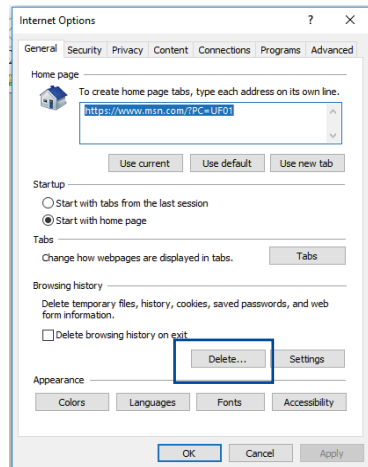 Internet Options ? X
General Security Privacy Content Connections Programs Advanced
Home page
To create home page tabs, type each address on its own line.
https://www.msn.com/?PC=UF01
Use current Use default Use new tab
Startup
Start with tabs from the last session
Start with home page
Tabs
Change how webpages are displayed in tabs. Tabs
Browsing history
Delete temporary files, history, cookies, saved passwords, and web
form information.
Delete browsing history on exit
Delete... Settings
Appearance
Colors Languages Fonts Accessibility
OK Cancel Apply